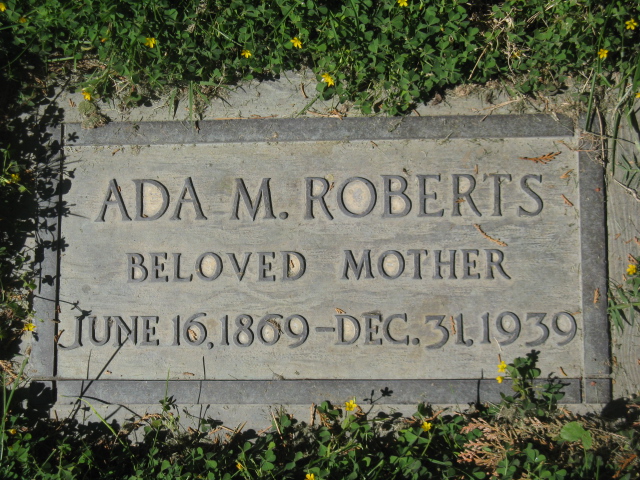 ADA M. ROBERTS
BELOVED MOTHER
JUNE 16, 1869 – DEC. 31, 1939